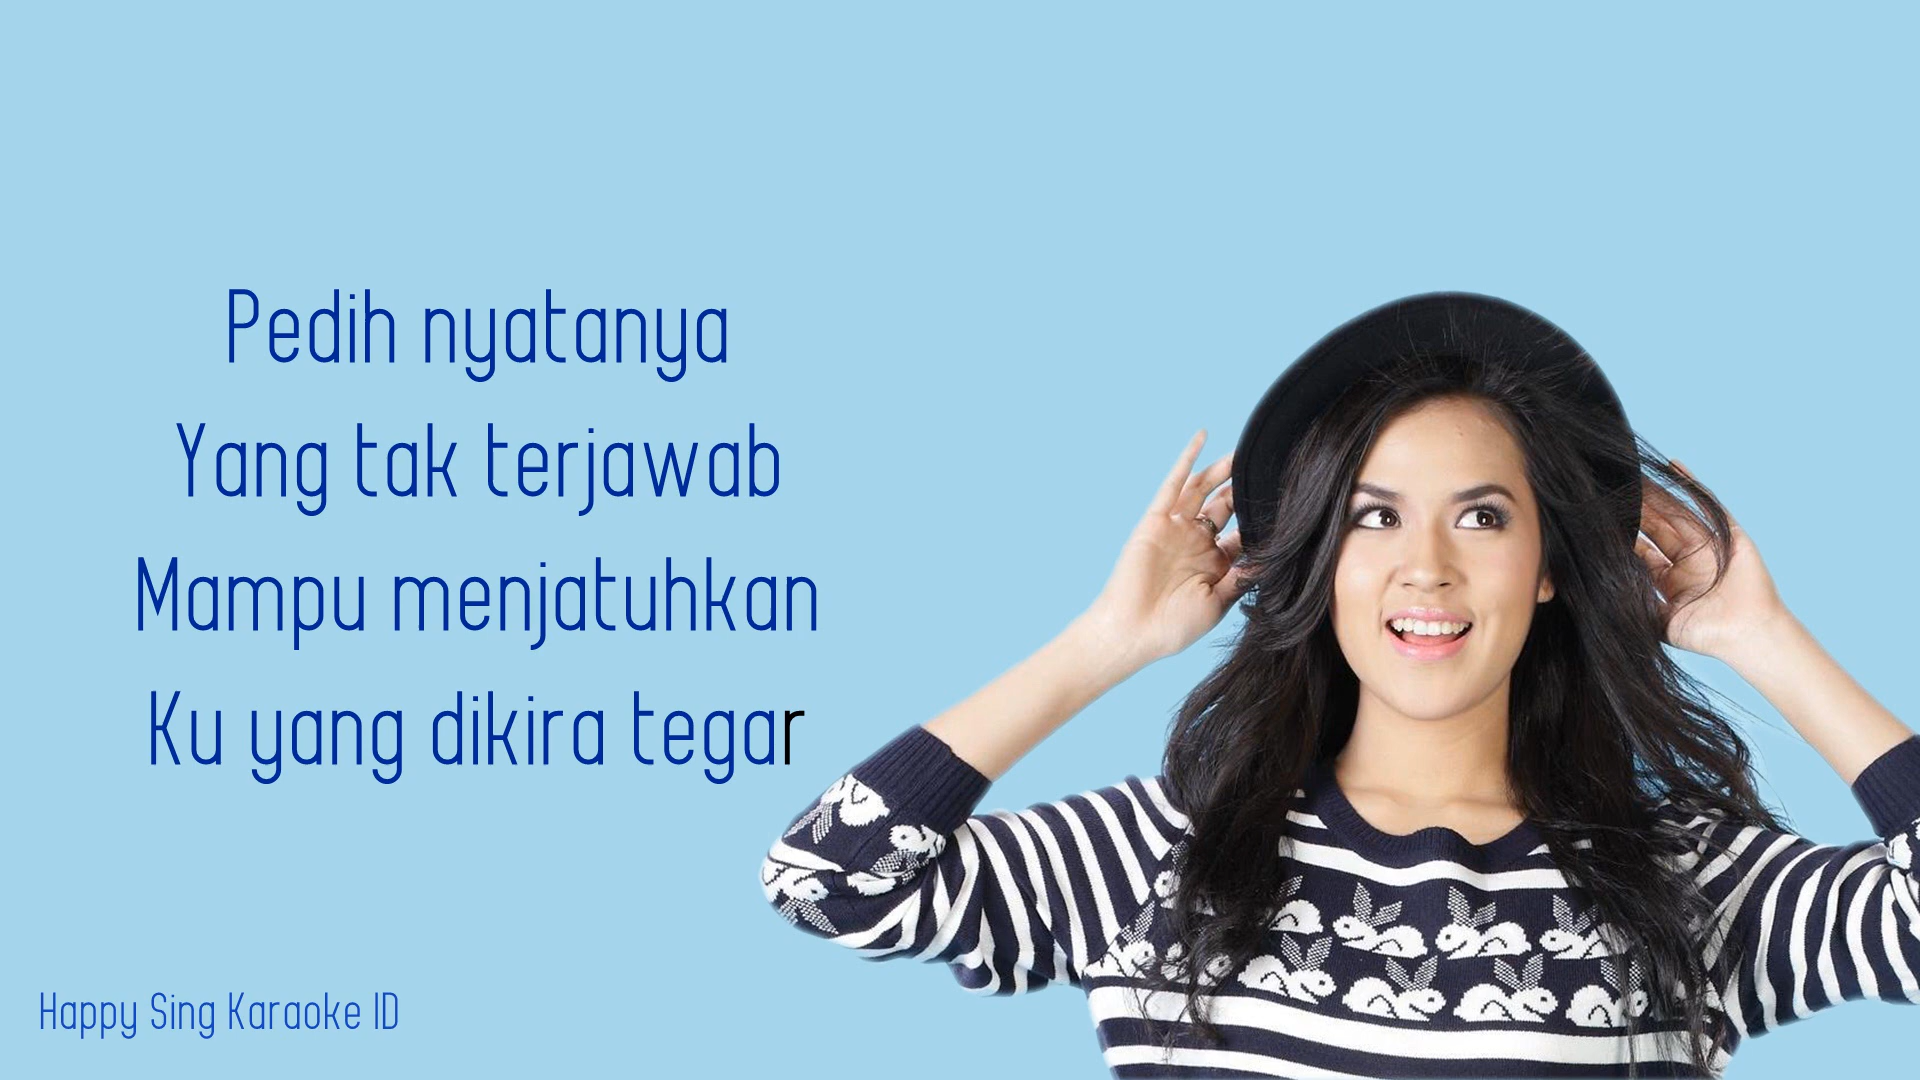 Pedih nyatanya
Yang tak terjawab
Mampu menjatuhkan
Ku yang dikira tegar
Happy Sing Karaoke ID